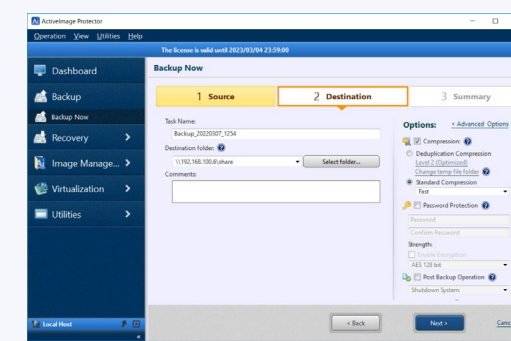 ActiveImage Protector
Operation View Utilities Help
The license is valid until 2023/03/04 23:59:00
Dashboard
Backup
Backup Now
Recovery
Image Manage...
Virtualization
Utilities
Local Host
Backup Now
1 Source
2 Destination
3 Summary
Task Name:
Backup_20220307_1254
Destination folder:
\\192.168.100.6\share
Select folder...
Comments:
Options:
< Advanced Options
Compression:
Deduplication Compression
Level 2 (Optimized)
Change temp file folder
Standard Compression
Fast
Password Protection
Password
Confirm Password
Strength:
Enable Encryption
AES 128 bit
Post Backup Operation
Shutdown System
< Back
Next >
Canc